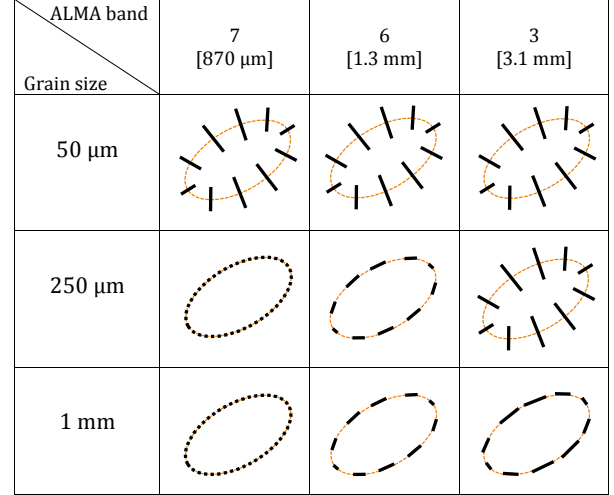 ALMA band
Grain size
7
[870 μm]
6
[1.3 mm]
3
[3.1 mm]
50 μm
250 μm
1 mm